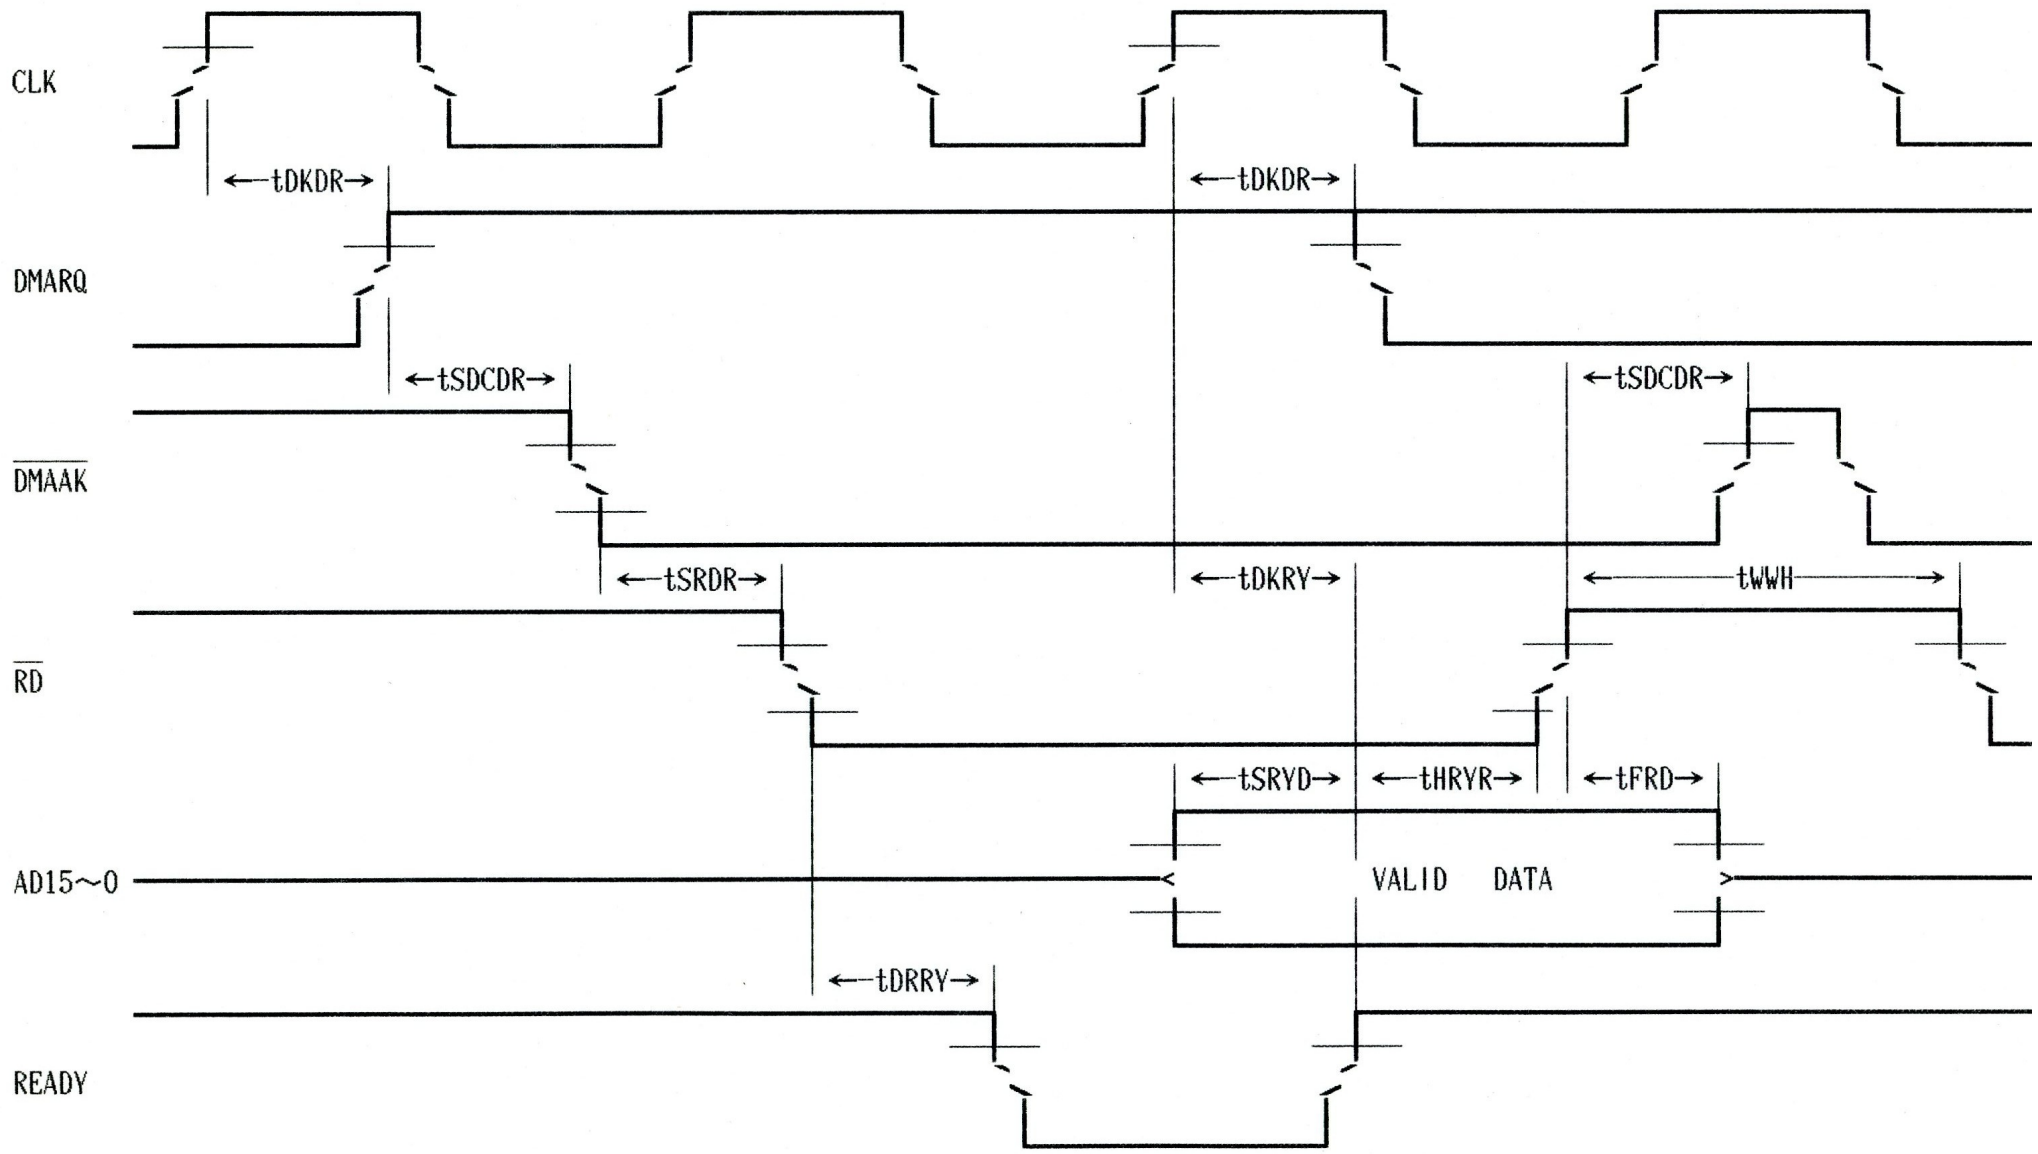 CLK
tDKDR tDKDR
DMARQ
tSDCDR tSDCDR
DMAAK
tSRDR tDKRY tWWH
RD
tSRYD tHRYR tFRD
AD15～0 VALID DATA
tDRRY
READY